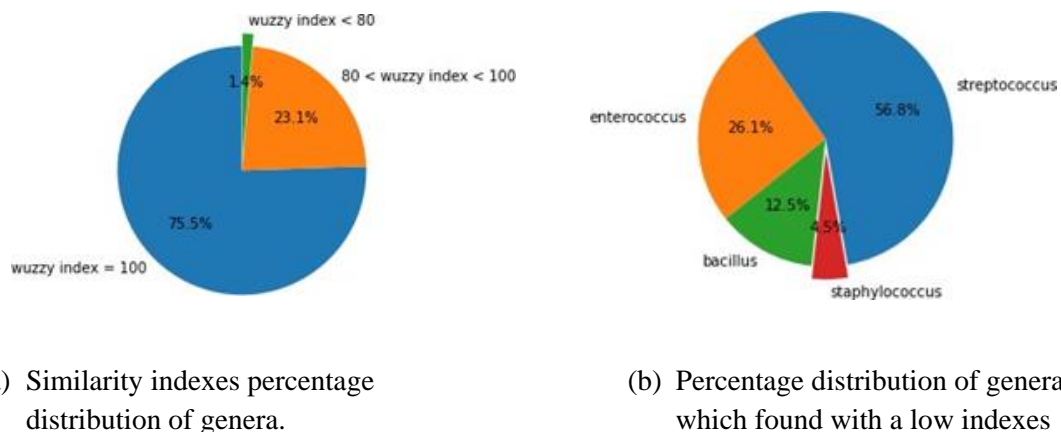 wuzzy index < 80
1.4%
80 < wuzzy index < 100
23.1%
75.5%
wuzzy index = 100
streptococcus
56.8%
enterococcus
26.1%
12.5%
4.5%
bacillus
staphylococcus
) Similarity indexes percentage
distribution of genera.
(b) Percentage distribution of genera
which found with a low indexes